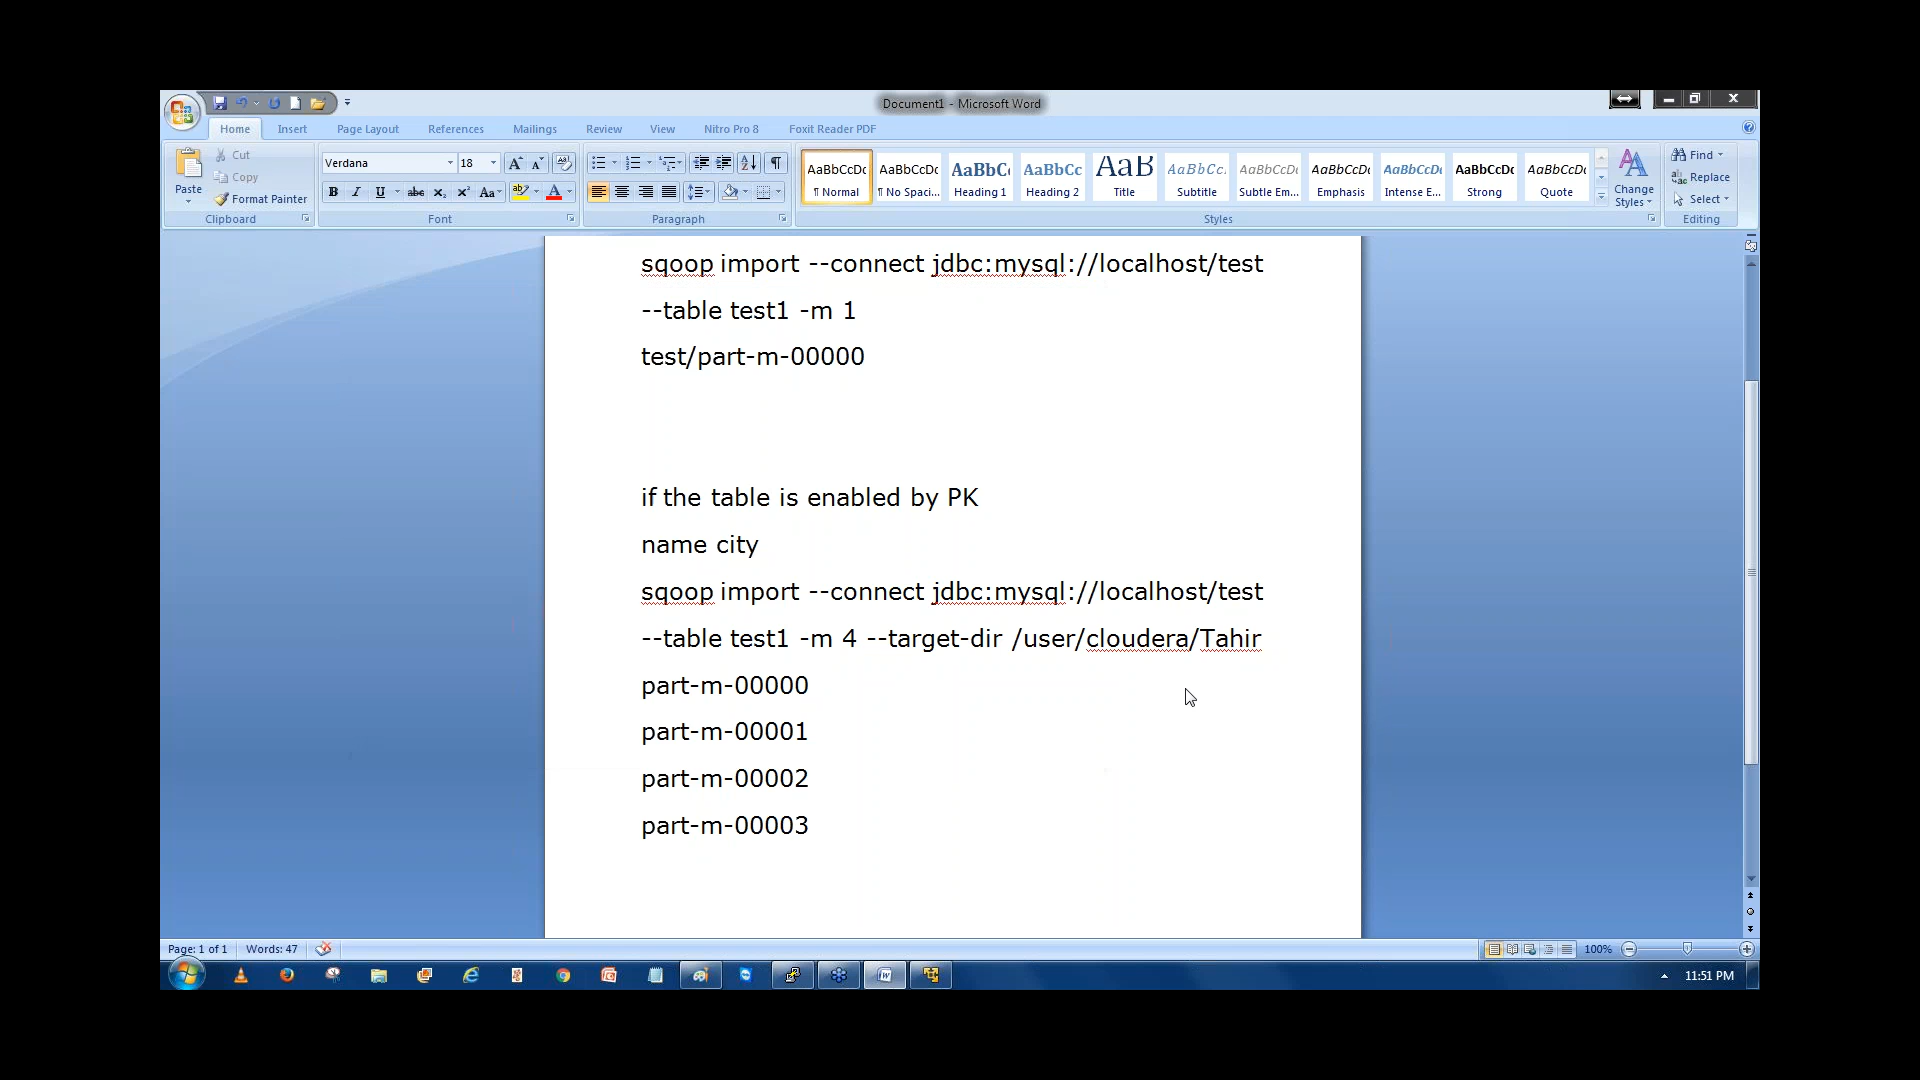 Document1 - Microsoft Word
Home Insert Page Layout References Mailings Review View Nitro Pro 8 Foxit Reader PDF
Paste Cut Copy Format Painter
Verdana 18
AaBbCcDc AaBbCcDc AaBbC AaBbCc AaB AaBbCc. AaBbCcDc AaBbCcDc AaBbCcDc AaBbCcDc AaBbCcDc
¶ Normal ¶ No Spaci... Heading 1 Heading 2 Title Subtitle Subtle Em... Emphasis Intense E... Strong Quote
Change Styles
Find Replace Select
Clipboard Font Paragraph Styles Editing
sqoop import --connect jdbc:mysql://localhost/test
--table test1 -m 1
test/part-m-00000
if the table is enabled by PK
name city
sqoop import --connect jdbc:mysql://localhost/test
--table test1 -m 4 --target-dir /user/cloudera/Tahir
part-m-00000
part-m-00001
part-m-00002
part-m-00003
Page: 1 of 1 Words: 47 100%
11:51 PM